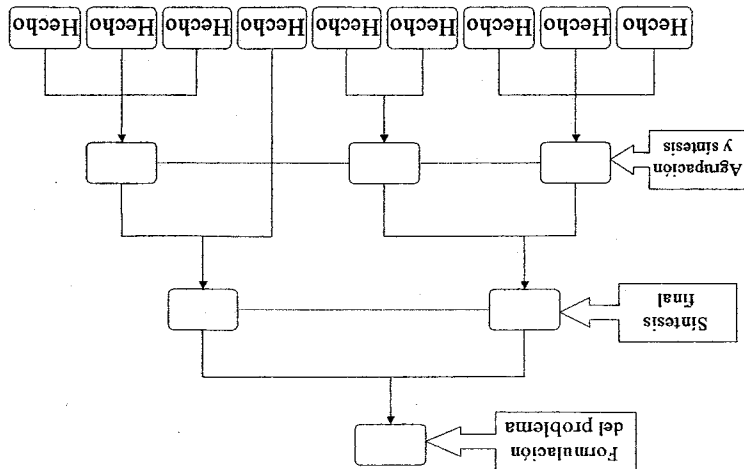 Formulación
del problema
Síntesis
final
Agrupación
y síntesis
Hecho
Hecho
Hecho
Hecho
Hecho
Hecho
Hecho
Hecho
Hecho